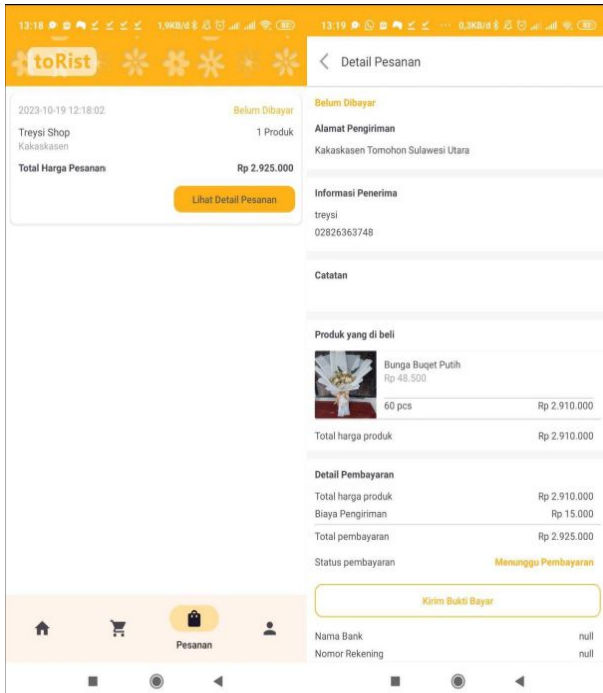 13:18 1,9KB/d
toRist
2023-10-19 12:18:02 Belum Dibayar
Treysi Shop 1 Produk
Kakaskasen
Total Harga Pesanan Rp 2.925.000
Lihat Detail Pesanan
Pesanan
13:19 0,3KB/d
Detail Pesanan
Belum Dibayar
Alamat Pengiriman
Kakaskasen Tomohon Sulawesi Utara
Informasi Penerima
treysi
02826363748
Catatan
Produk yang di beli
Bunga Buqet Putih
Rp 48.500
60 pcs Rp 2.910.000
Total harga produk Rp 2.910.000
Detail Pembayaran
Total harga produk Rp 2.910.000
Biaya Pengiriman Rp 15.000
Total pembayaran Rp 2.925.000
Status pembayaran Menunggu Pembayaran
Kirim Bukti Bayar
Nama Bank null
Nomor Rekening null